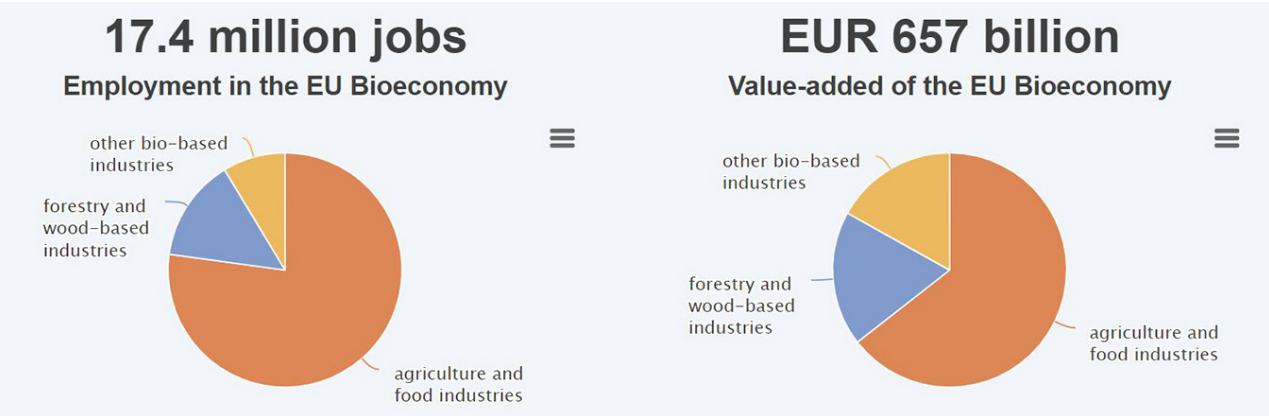 17.4 million jobs
Employment in the EU Bioeconomy
other bio-based
industries
forestry and
wood-based
industries
agriculture and
food industries
EUR 657 billion
Value-added of the EU Bioeconomy
other bio-based
industries
forestry and
wood-based
industries
agriculture and
food industries